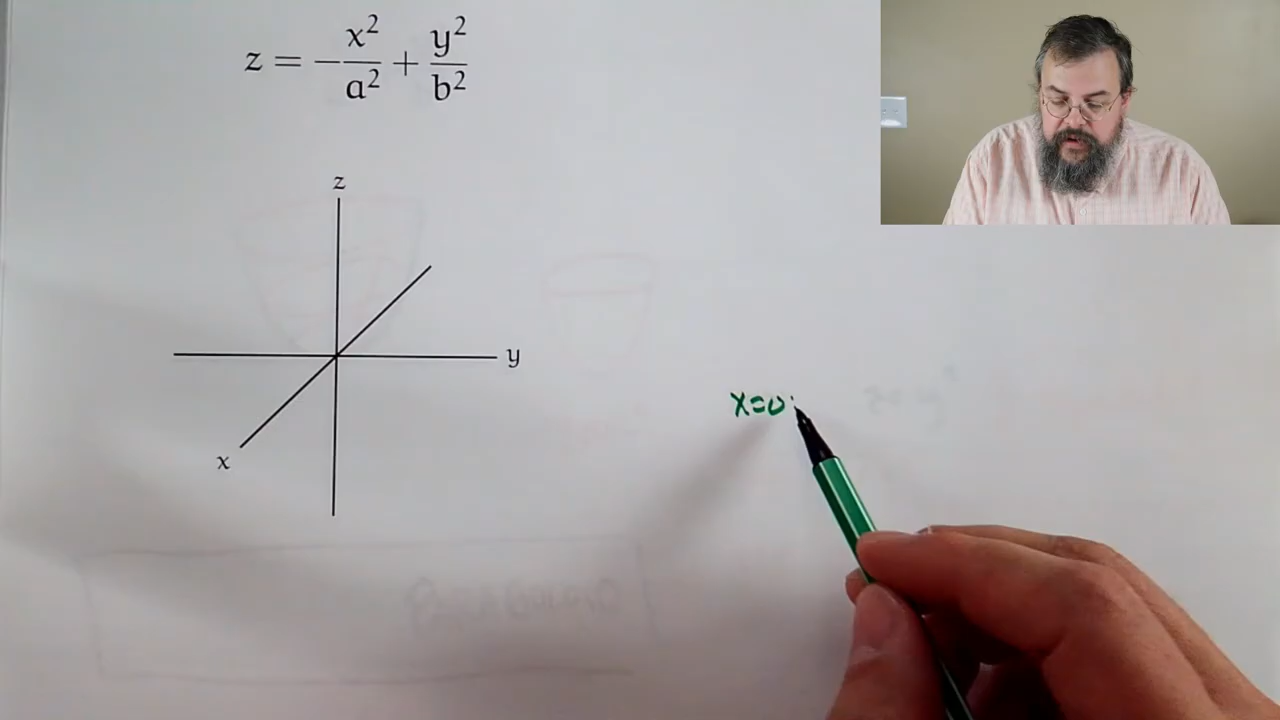 z = −x²/a² + y²/b²
z
y
x=0:
x